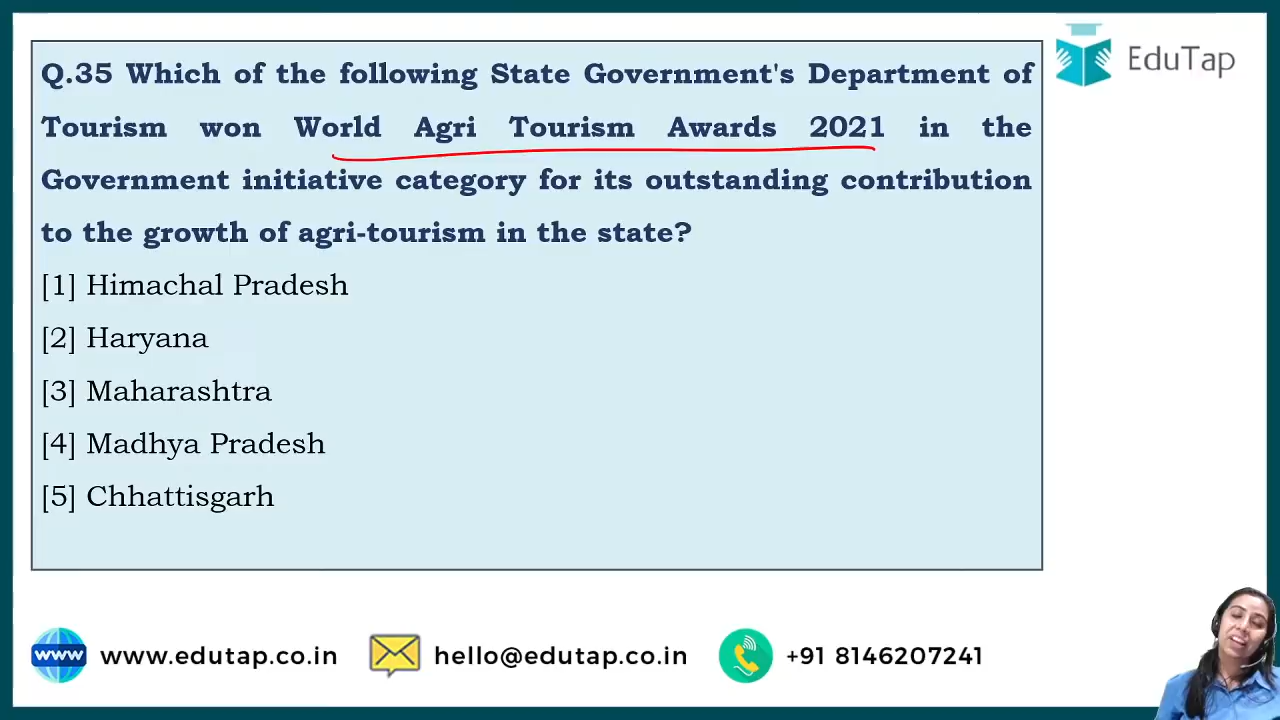 Q.35 Which of the following State Government's Department of
Tourism won World Agri Tourism Awards 2021 in the
Government initiative category for its outstanding contribution
to the growth of agri-tourism in the state?
[1] Himachal Pradesh
[2] Haryana
[3] Maharashtra
[4] Madhya Pradesh
[5] Chhattisgarh
EduTap
www www.edutap.co.in hello@edutap.co.in +91 8146207241